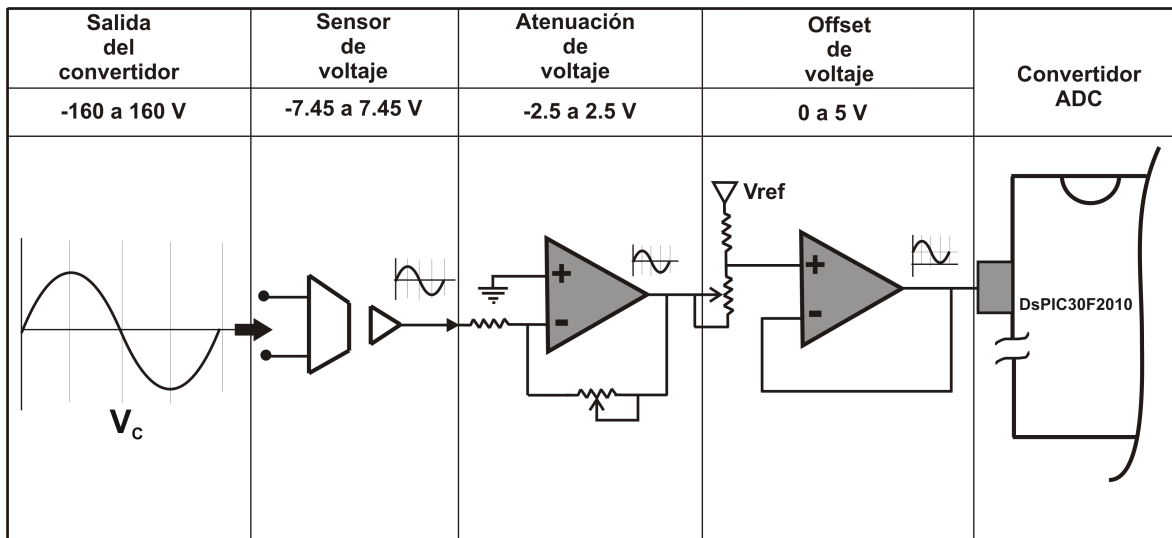 Salida
del
convertidor
Sensor
de
voltaje
Atenuación
de
voltaje
Offset
de
voltaje
Convertidor
ADC
-160 a 160 V
-7.45 a 7.45 V
-2.5 a 2.5 V
0 a 5 V
Vref
+
-
+
-
DsPIC30F2010
Vc